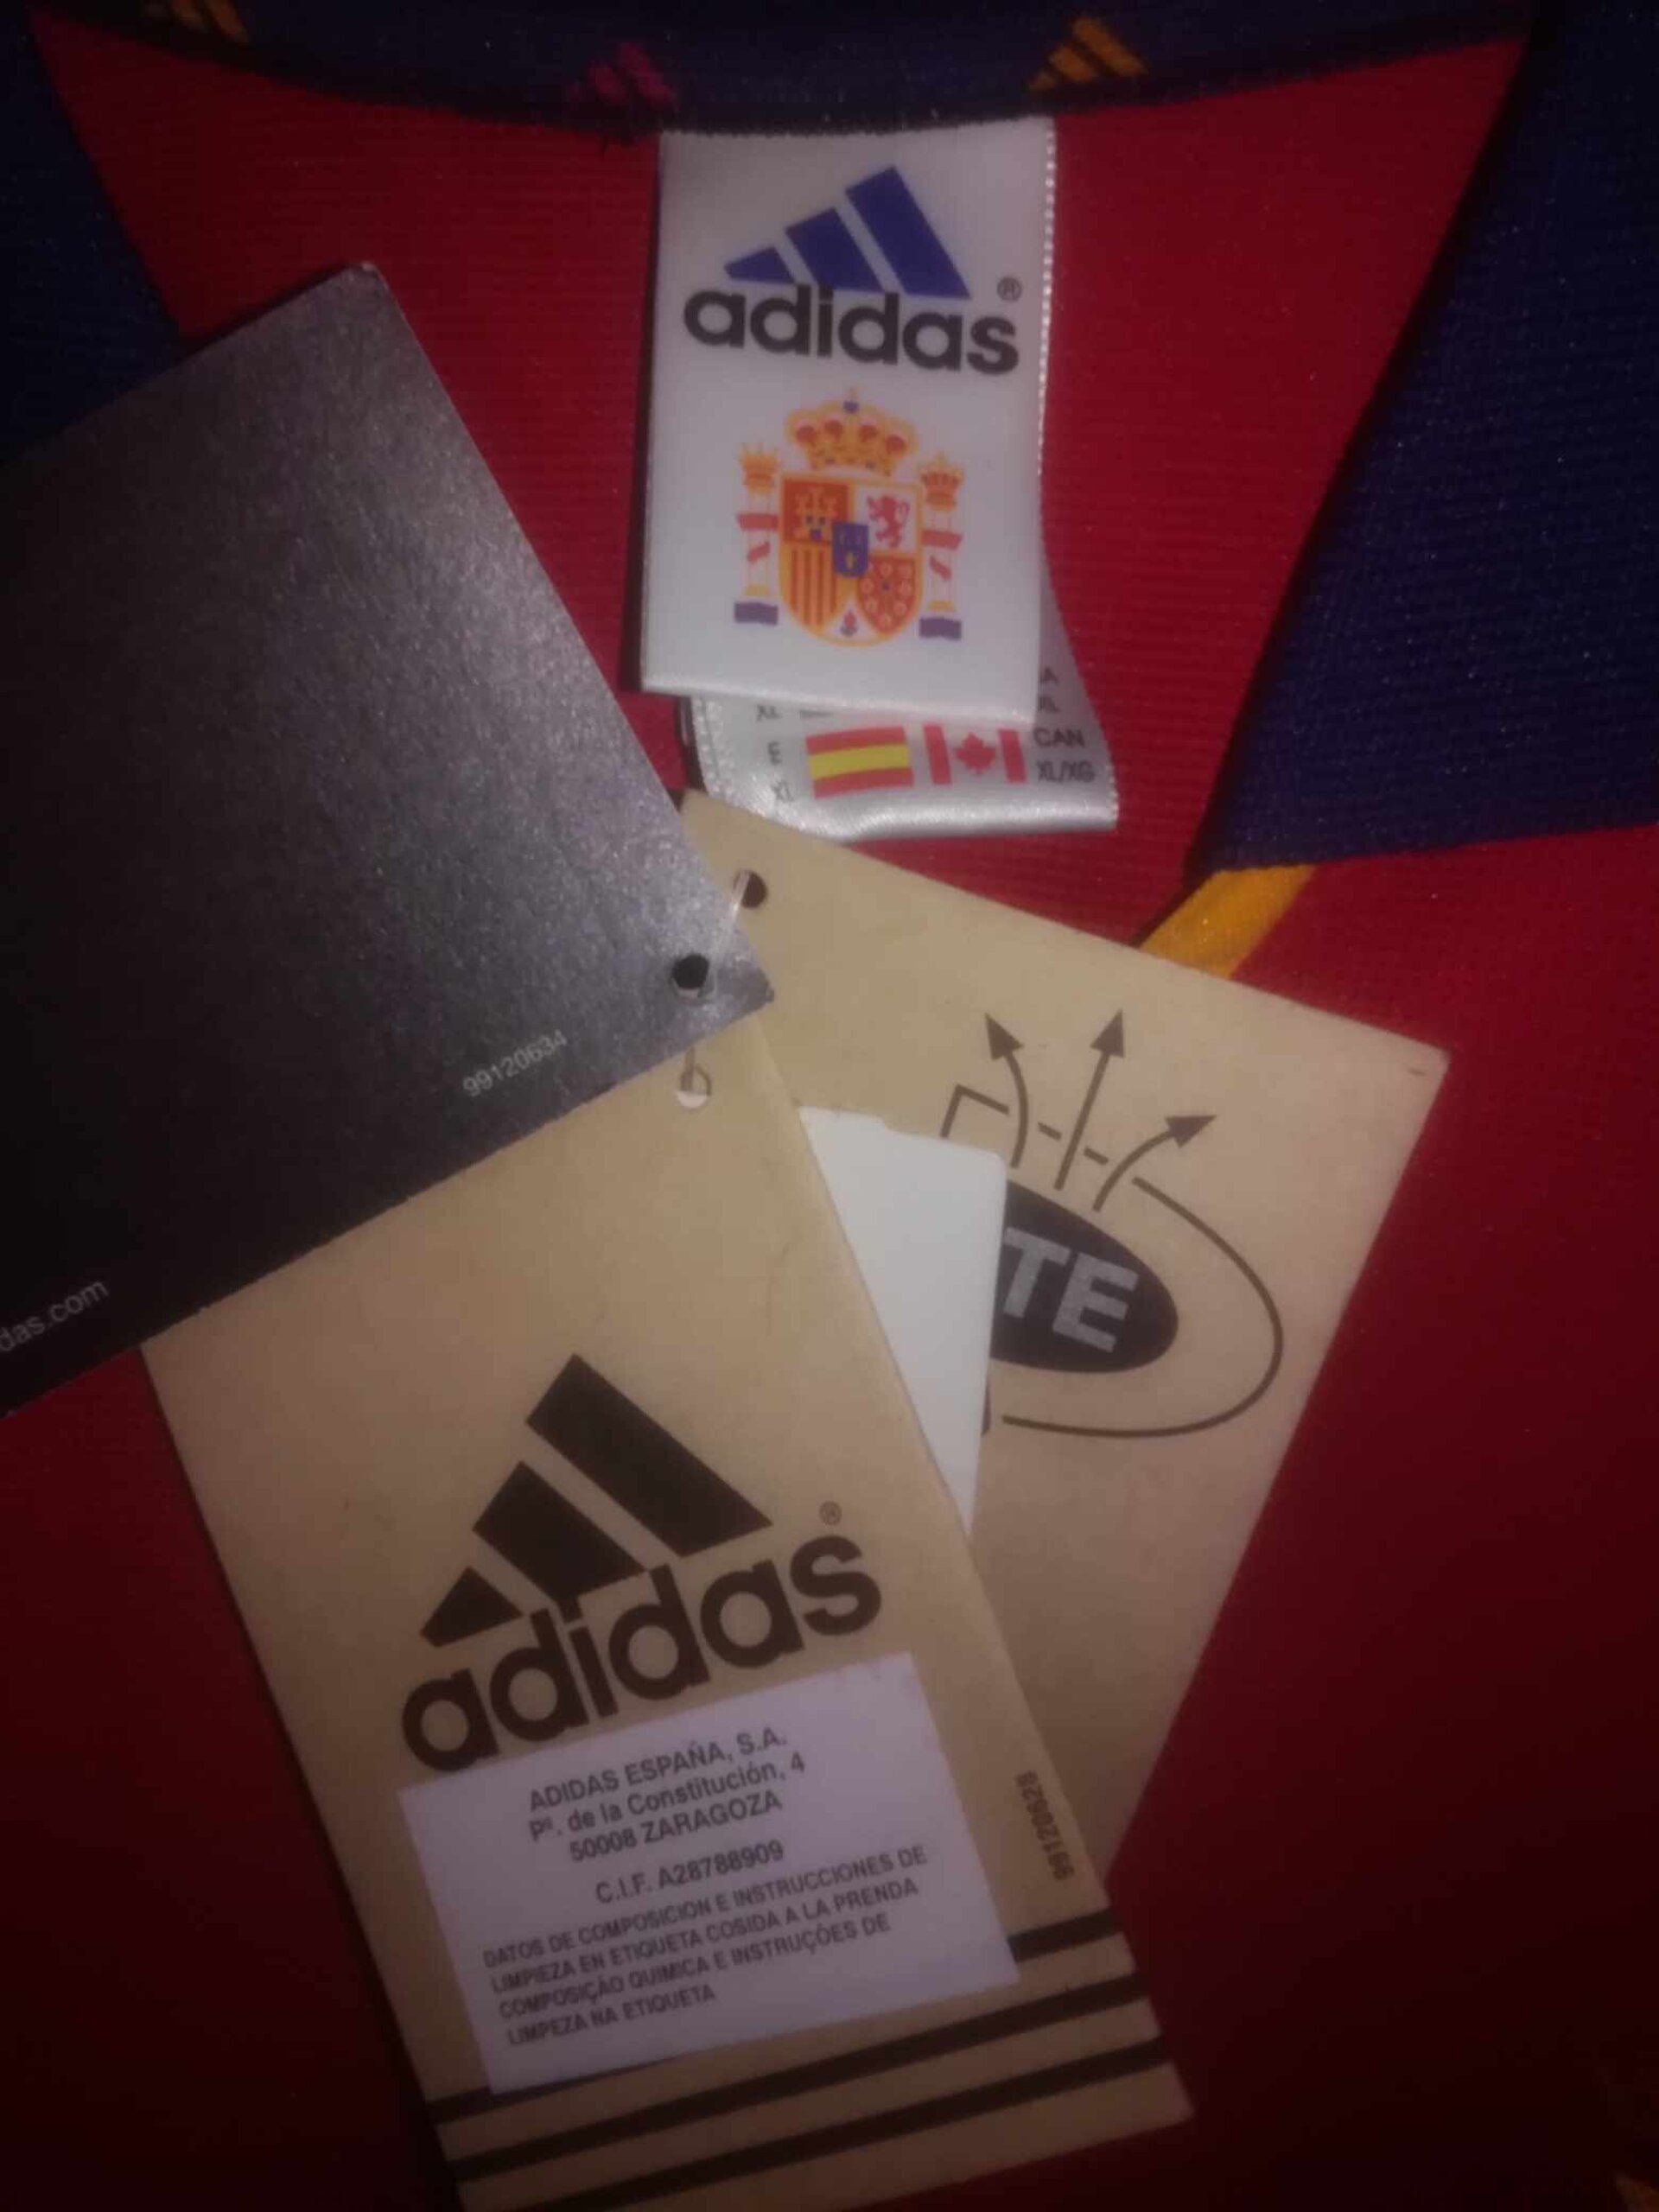 adidas®
XL
E
XL
CAN
XL/XG
99120634
das.com
TE
adidas®
ADIDAS ESPAÑA, S.A.
Pº. de la Constitución, 4
50008 ZARAGOZA
C.I.F. A28788909
DATOS DE COMPOSICION E INSTRUCCIONES DE
LIMPIEZA EN ETIQUETA COSIDA A LA PRENDA
COMPOSIÇÃO QUIMICA E INSTRUÇÕES DE
LIMPEZA NA ETIQUETA